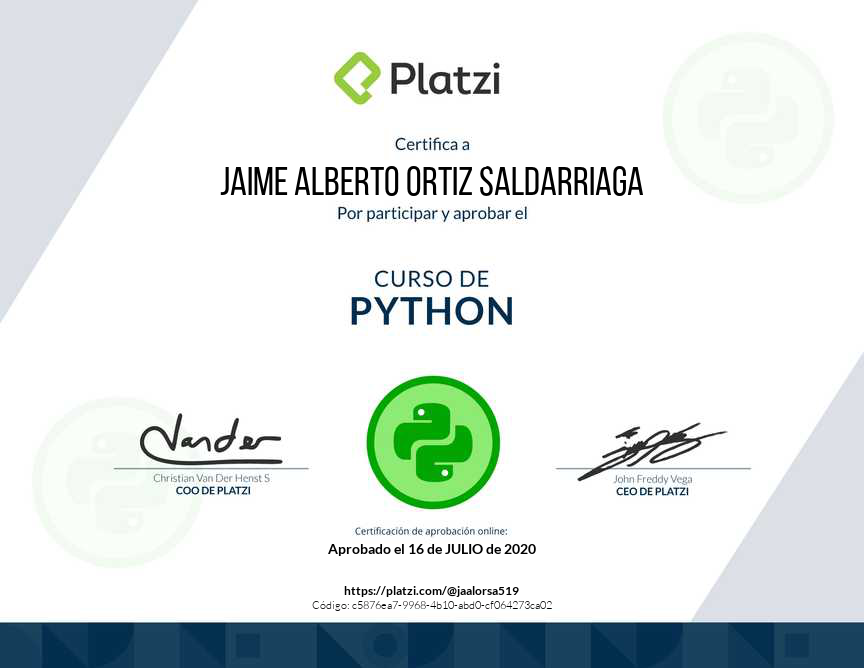 Platzi
Certifica a
JAIME ALBERTO ORTIZ SALDARRIAGA
Por participar y aprobar el
CURSO DE
PYTHON
Vander
Christian Van Der Henst S
COO DE PLATZI
John Freddy Vega
CEO DE PLATZI
Certificación de aprobación online:
Aprobado el 16 de JULIO de 2020
https://platzi.com/@jaalorsa519
Código: c5876ea7-9968-4b10-abd0-cf064273ca02